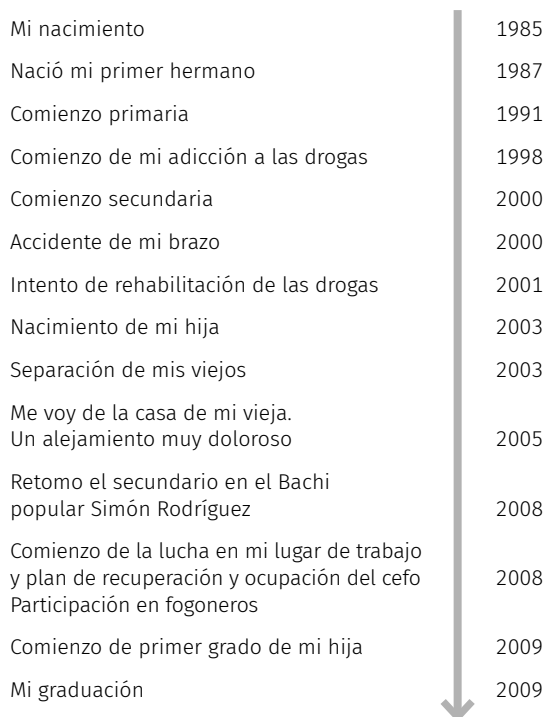 Mi nacimiento 1985
Nació mi primer hermano 1987
Comienzo primaria 1991
Comienzo de mi adicción a las drogas 1998
Comienzo secundaria 2000
Accidente de mi brazo 2000
Intento de rehabilitación de las drogas 2001
Nacimiento de mi hija 2003
Separación de mis viejos 2003
Me voy de la casa de mi vieja.
Un alejamiento muy doloroso 2005
Retomo el secundario en el Bachi
popular Simón Rodríguez 2008
Comienzo de la lucha en mi lugar de trabajo
y plan de recuperación y ocupación del cefo 2008
Participación en fogoneros
Comienzo de primer grado de mi hija 2009
Mi graduación 2009